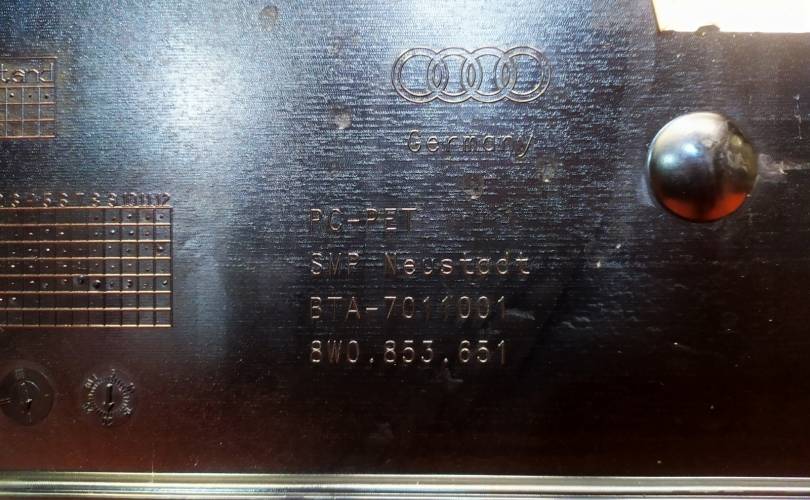 Germany
PC-PET
SMP Neustadt
BTA-7011001
8W0.853.651